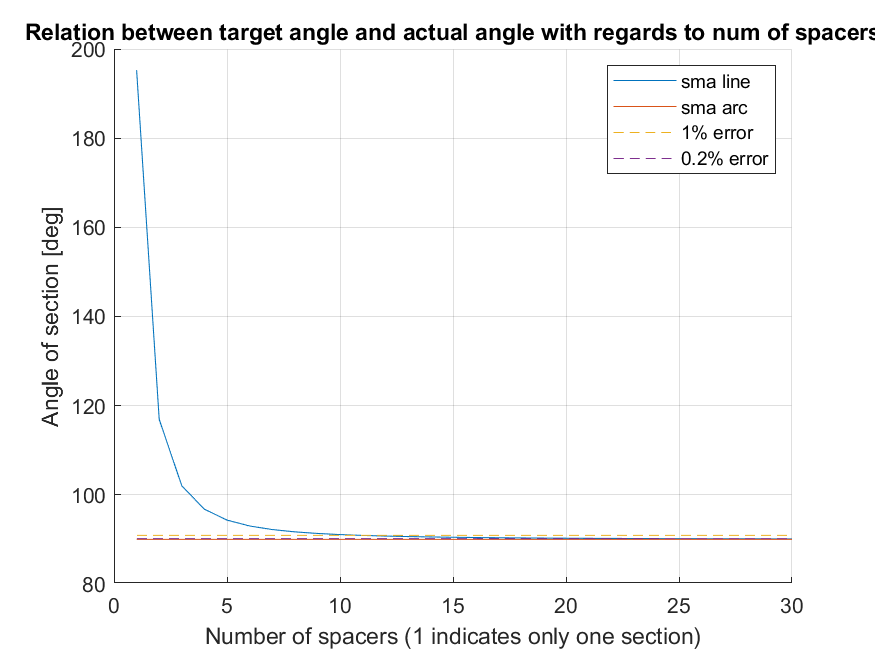 Relation between target angle and actual angle with regards to num of spacers
200
180
160
140
120
100
80
Angle of section [deg]
sma line
sma arc
1% error
0.2% error
0 5 10 15 20 25 30
Number of spacers (1 indicates only one section)